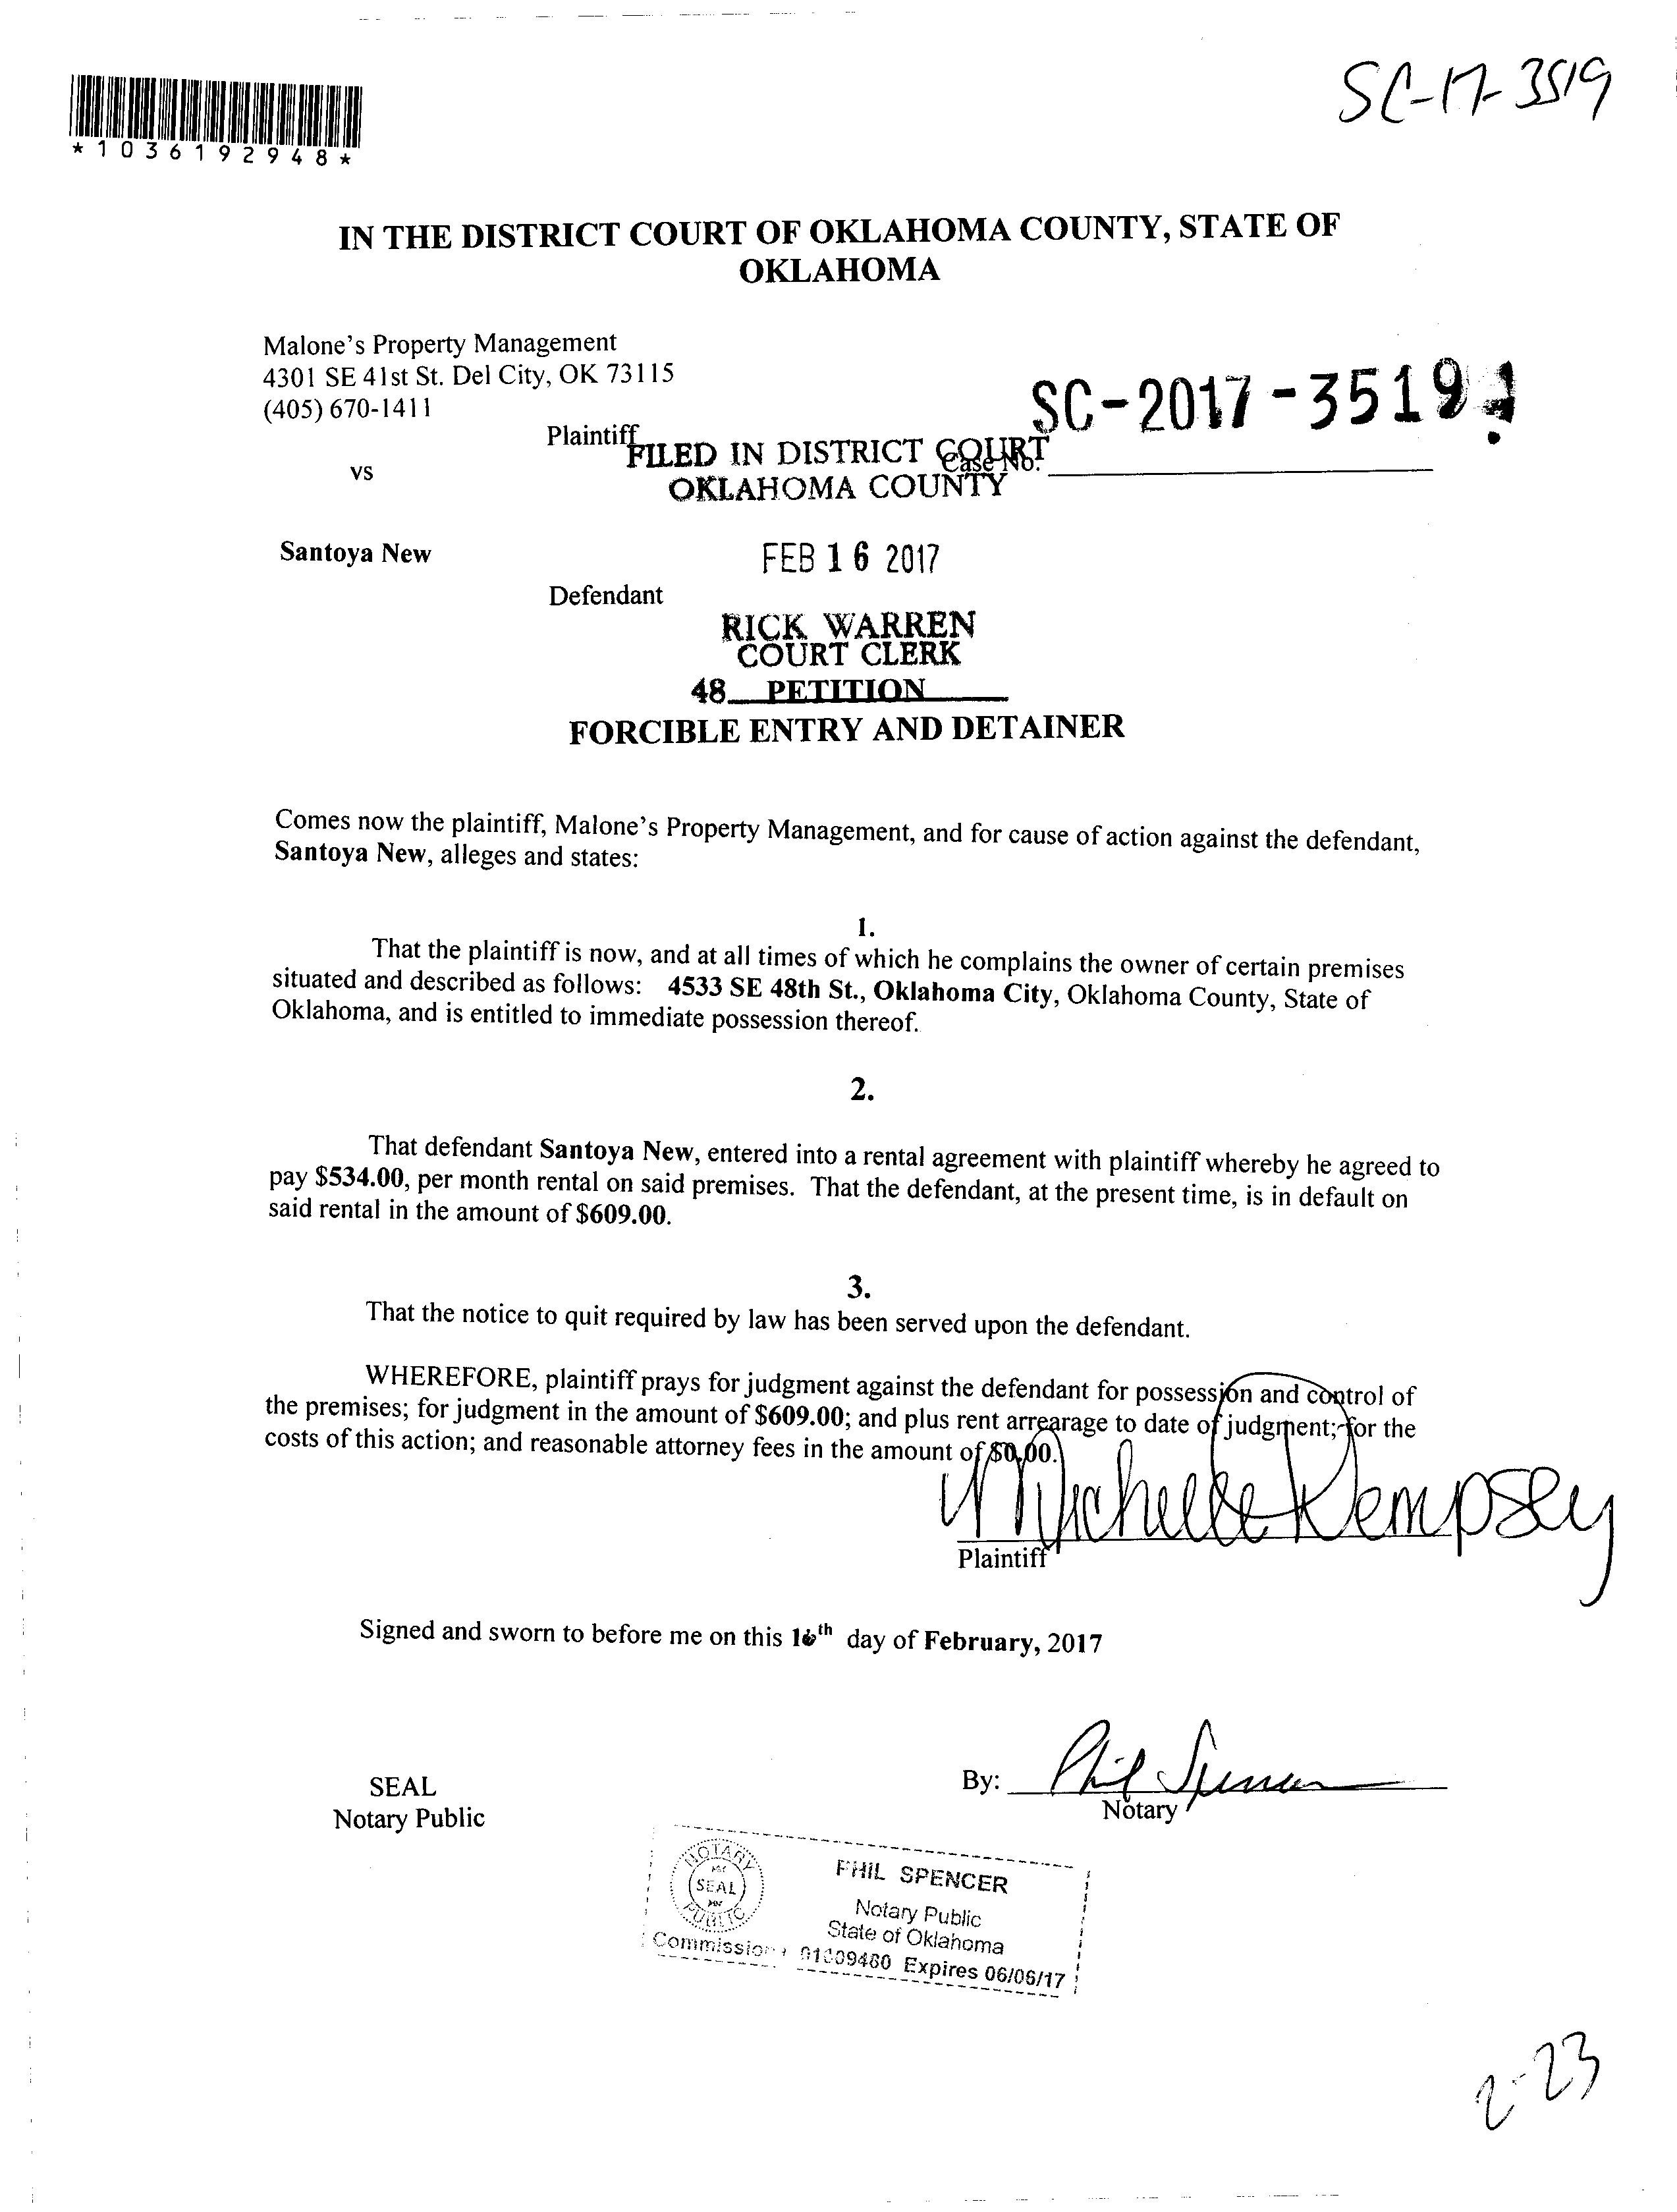 SC-17-3519
*1036192948*
IN THE DISTRICT COURT OF OKLAHOMA COUNTY, STATE OF
OKLAHOMA
Malone's Property Management
4301 SE 41st St. Del City, OK 73115
(405) 670-1411
SC-2017-3519
Plaintiff
FILED IN DISTRICT COURT
Case No.
vs
OKLAHOMA COUNTY
Santoya New
FEB 16 2017
Defendant
RICK WARREN
COURT CLERK
48 PETITION
FORCIBLE ENTRY AND DETAINER
Comes now the plaintiff, Malone's Property Management, and for cause of action against the defendant,
Santoya New, alleges and states:
1.
That the plaintiff is now, and at all times of which he complains the owner of certain premises
situated and described as follows: 4533 SE 48th St., Oklahoma City, Oklahoma County, State of
Oklahoma, and is entitled to immediate possession thereof.
2.
That defendant Santoya New, entered into a rental agreement with plaintiff whereby he agreed to
pay $534.00, per month rental on said premises. That the defendant, at the present time, is in default on
said rental in the amount of $609.00.
3.
That the notice to quit required by law has been served upon the defendant.
WHEREFORE, plaintiff prays for judgment against the defendant for possession and control of
the premises; for judgment in the amount of $609.00; and plus rent arrearage to date of judgment; for the
costs of this action; and reasonable attorney fees in the amount of $0.00.
Michelle Dempsey
Plaintiff
Signed and sworn to before me on this 16th day of February, 2017
By: Phil Spencer
SEAL
Notary
Notary Public
NOTARY
SEAL
PUBLIC
PHIL SPENCER
Notary Public
State of Oklahoma
Commission Expires 06/06/17
2-23